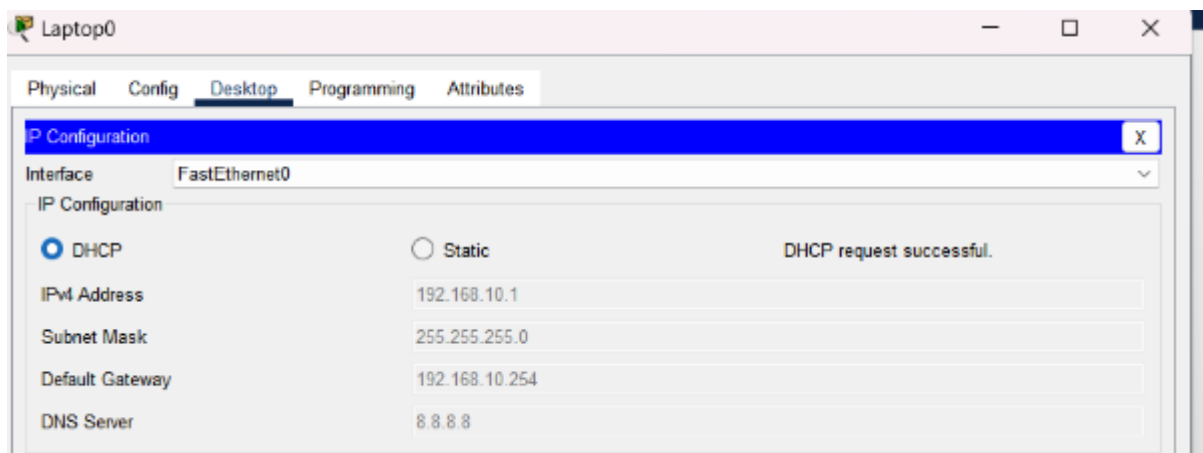 Laptop0
Physical Config Desktop Programming Attributes
IP Configuration X
Interface FastEthernet0
IP Configuration
DHCP Static DHCP request successful.
IPv4 Address 192.168.10.1
Subnet Mask 255.255.255.0
Default Gateway 192.168.10.254
DNS Server 8.8.8.8